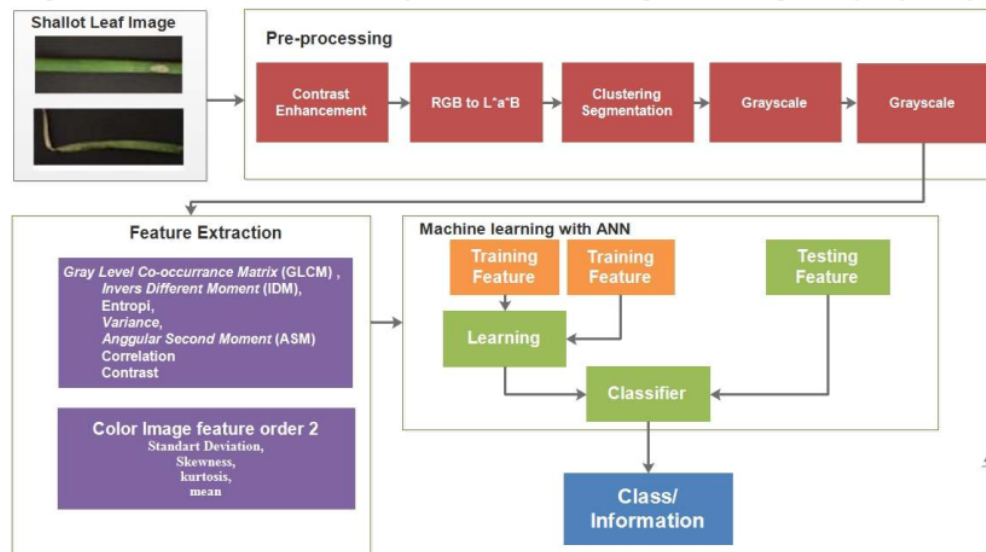 Shallot Leaf Image
Pre-processing
Contrast
Enhancement
RGB to L*a*B
Clustering
Segmentation
Grayscale
Grayscale
Feature Extraction
Gray Level Co-occurrance Matrix (GLCM) ,
Invers Different Moment (IDM),
Entropi,
Variance,
Anggular Second Moment (ASM)
Correlation
Contrast
Color Image feature order 2
Standart Deviation,
Skewness,
kurtosis,
mean
Machine learning with ANN
Training
Feature
Training
Feature
Testing
Feature
Learning
Classifier
Class/
Information